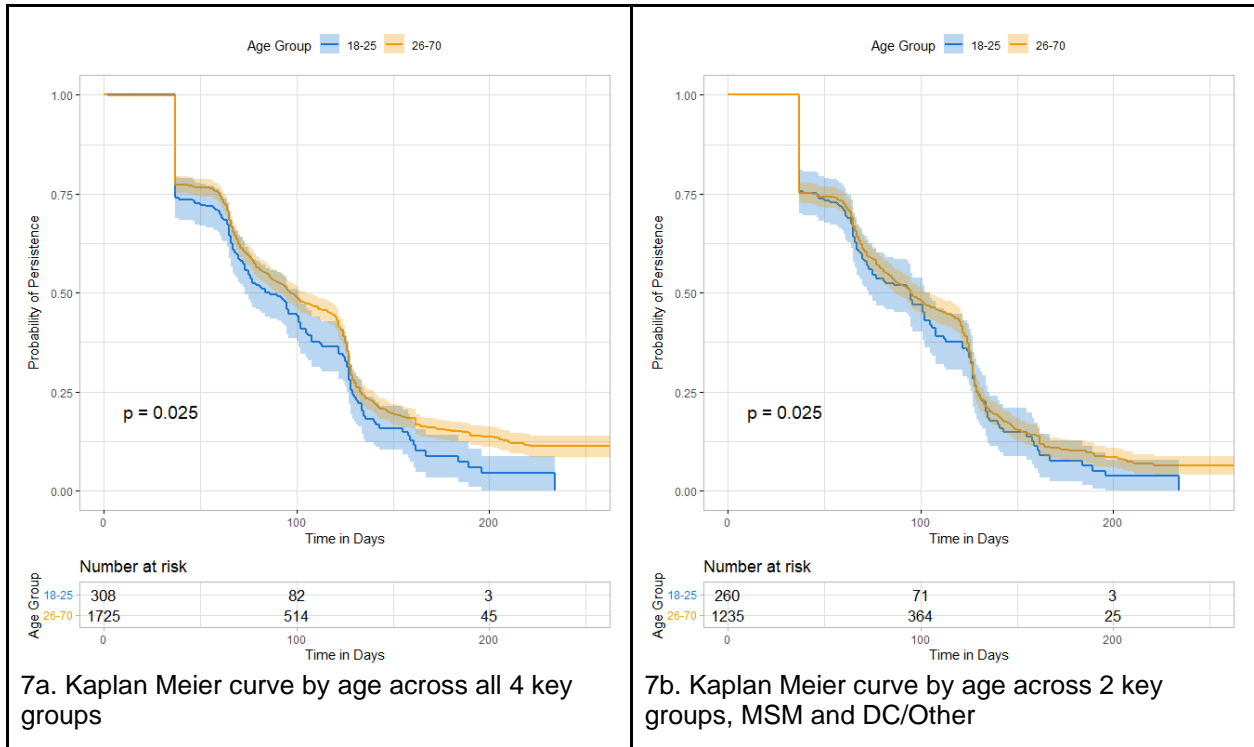 Age Group 18-25 26-70
1.00
0.75
0.50
0.25
0.00
Probability of Persistence
p = 0.025
0 100 200
Time in Days
Number at risk
Age Group
18-25 308 82 3
26-70 1725 514 45
0 100 200
Time in Days
7a. Kaplan Meier curve by age across all 4 key
groups
Age Group 18-25 26-70
1.00
0.75
0.50
0.25
0.00
Probability of Persistence
p = 0.025
0 100 200
Time in Days
Number at risk
Age Group
18-25 260 71 3
26-70 1235 364 25
0 100 200
Time in Days
7b. Kaplan Meier curve by age across 2 key
groups, MSM and DC/Other